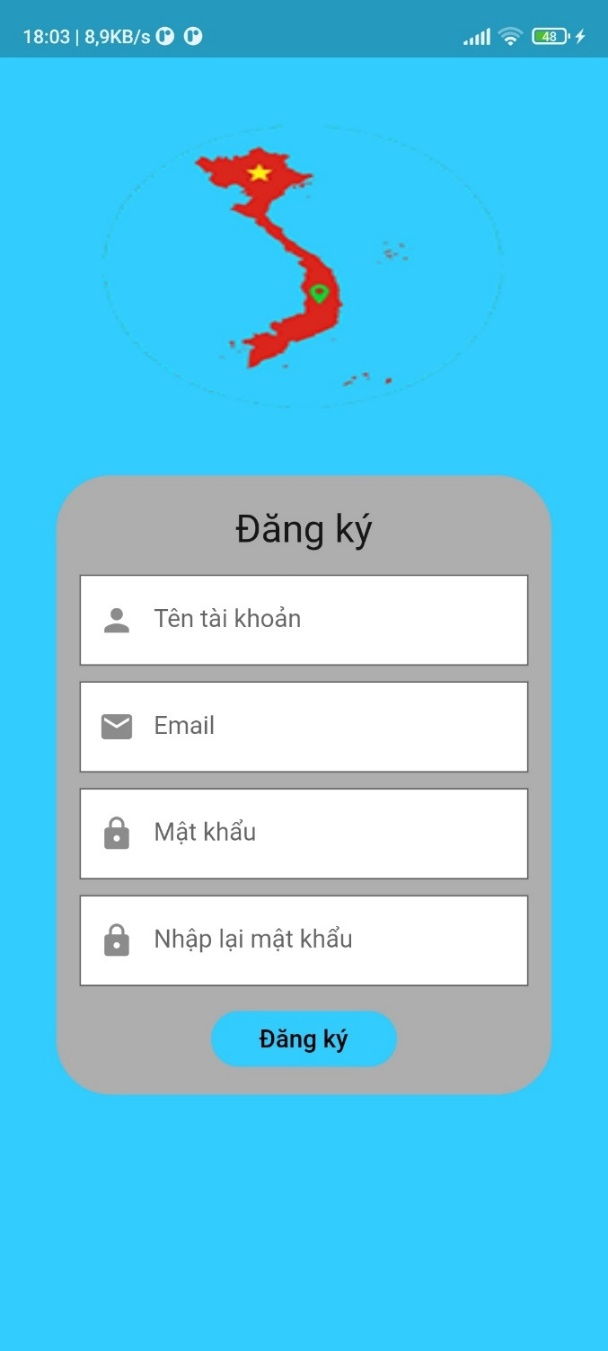 18:03 | 8,9KB/s
48
Đăng ký
Tên tài khoản
Email
Mật khẩu
Nhập lại mật khẩu
Đăng ký